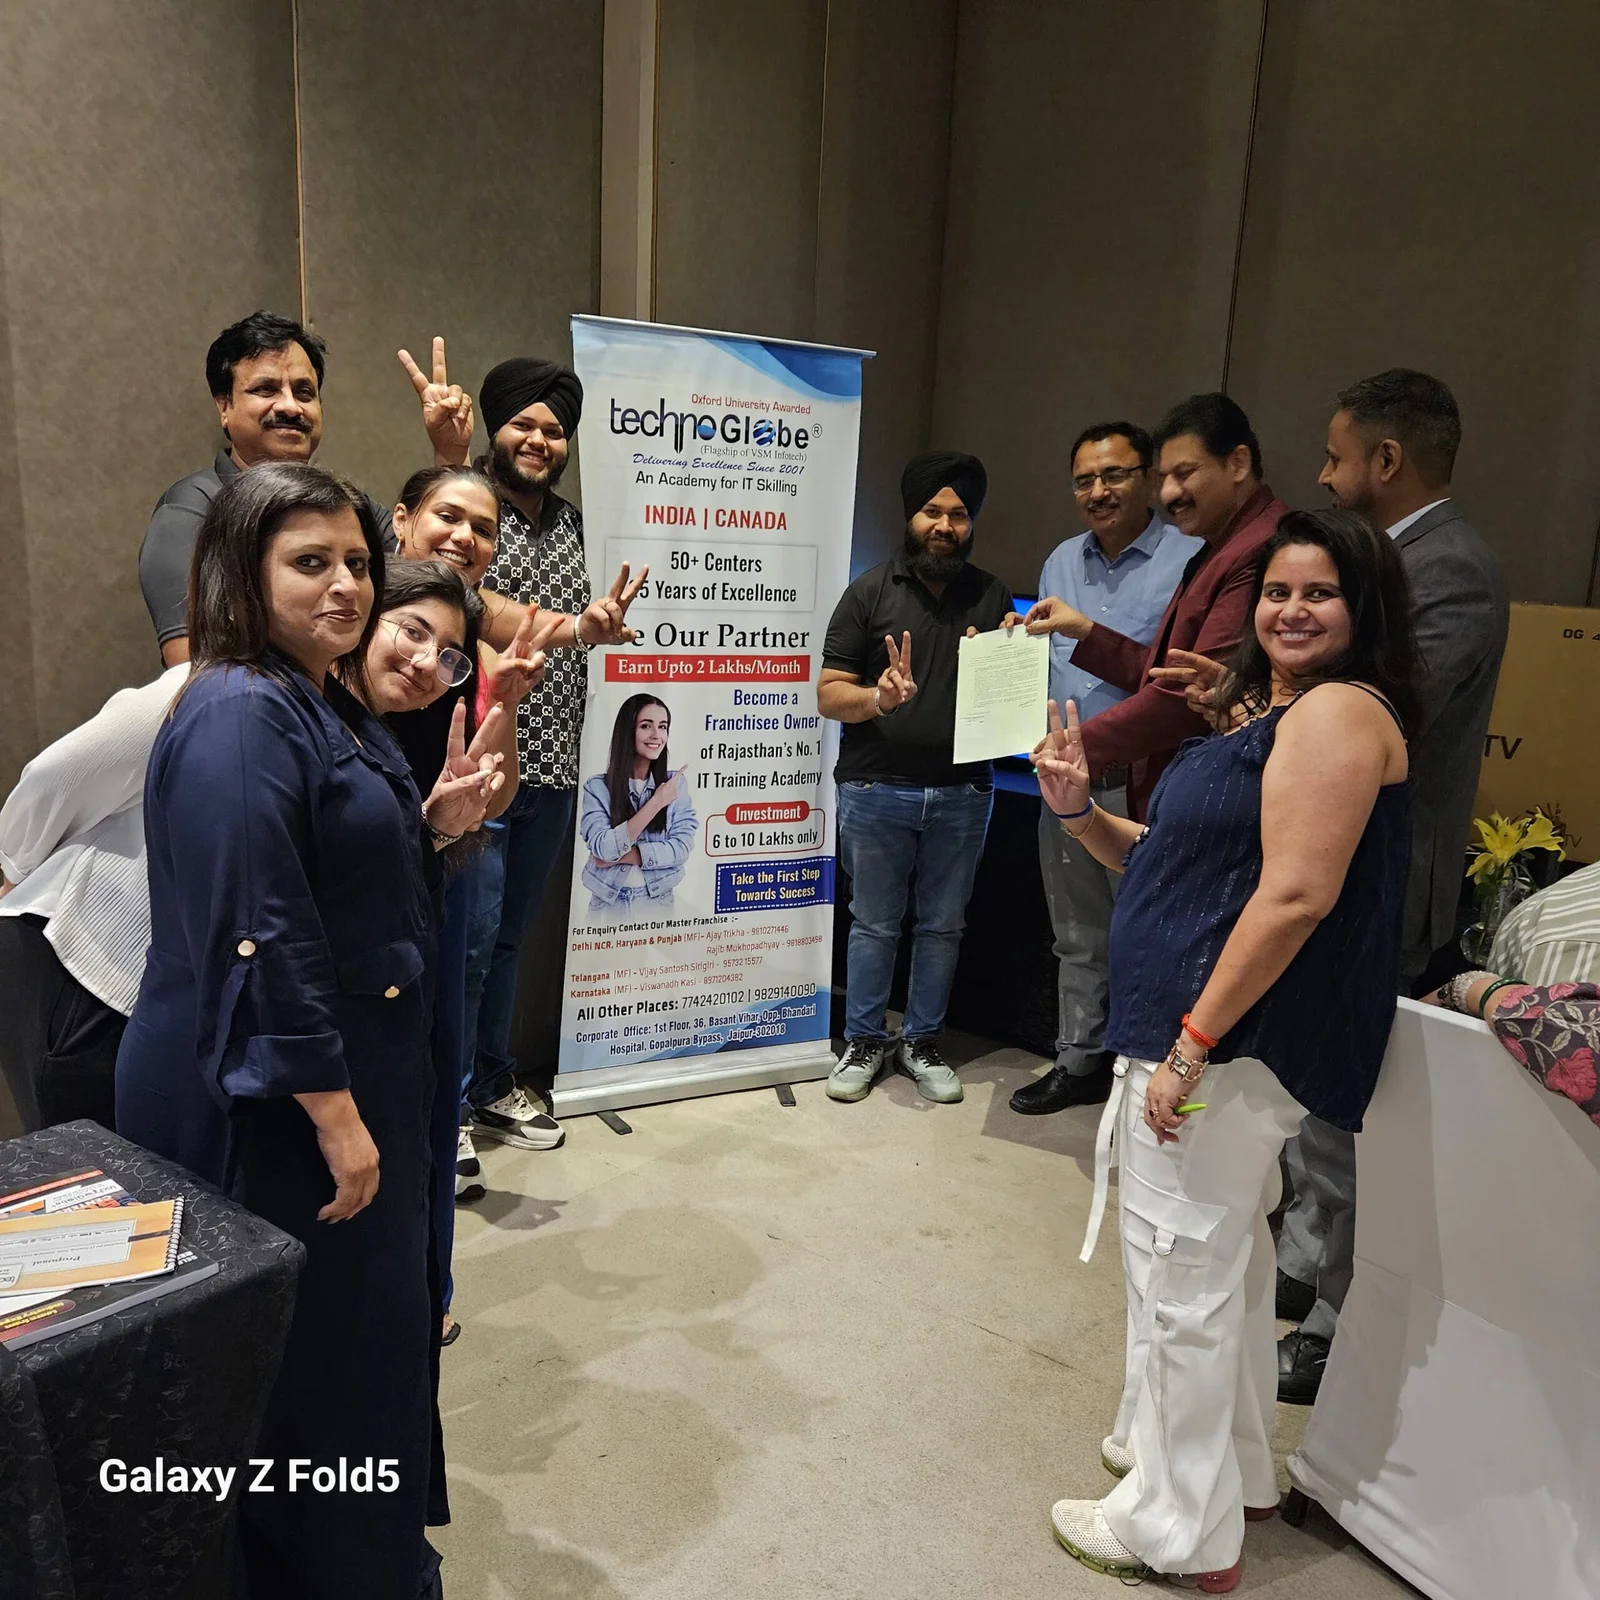 Oxford University Awarded
technoGlobe®
(Flagship of VSM Infotech)
Delivering Excellence Since 2001
An Academy for IT Skilling
INDIA | CANADA
50+ Centers
5 Years of Excellence
e Our Partner
Earn Upto 2 Lakhs/Month
Become a
Franchisee Owner
of Rajasthan's No. 1
IT Training Academy
Investment
6 to 10 Lakhs only
Take the First Step
Towards Success
For Enquiry Contact Our Master Franchise :-
Delhi NCR, Haryana & Punjab (MF)- Ajay Trikha - 9810271446
Rajib Mukhopadhyay - 9818803498
Telangana (MF) - Vijay Santosh Sirigiri - 9573215577
Karnataka (MF) - Viswanadh Kasi - 8971204382
All Other Places: 7742420102 | 9829140090
Corporate Office: 1st Floor, 36, Basant Vihar, Opp. Bhandari
Hospital, Gopalpura Bypass, Jaipur-302018
OG
TV
Proposal
Galaxy Z Fold5